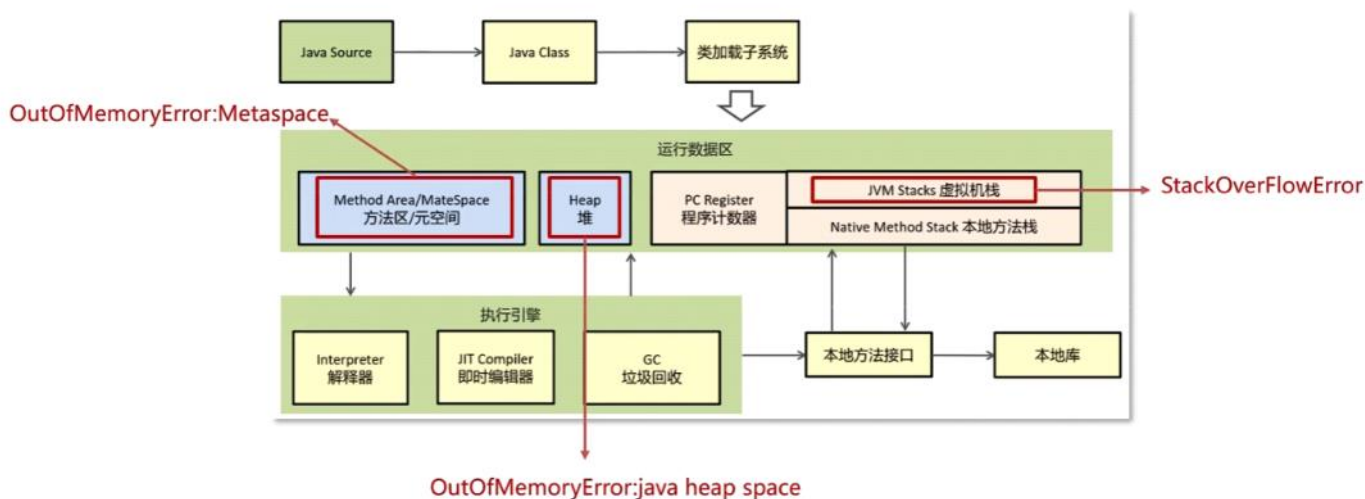 Java Source
Java Class
类加载子系统
OutOfMemoryError:Metaspace
运行数据区
Method Area/MateSpace
方法区/元空间
Heap
堆
PC Register
程序计数器
JVM Stacks 虚拟机栈
Native Method Stack 本地方法栈
StackOverFlowError
执行引擎
Interpreter
解释器
JIT Compiler
即时编辑器
GC
垃圾回收
本地方法接口
本地库
OutOfMemoryError:java heap space